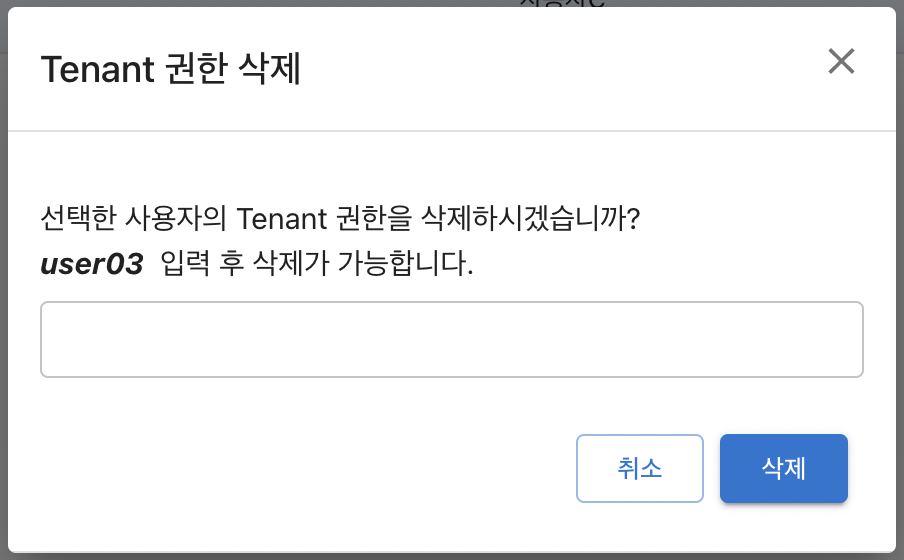 Tenant 권한 삭제
선택한 사용자의 Tenant 권한을 삭제하시겠습니까?
user03 입력 후 삭제가 가능합니다.
취소
삭제